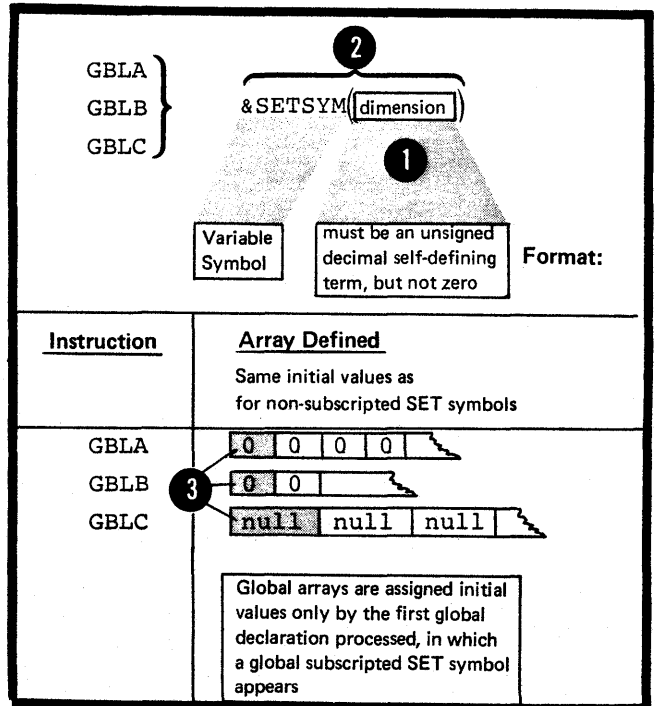 2
GBLA
GBLB
GBLC
&SETSYM(dimension)
1
Variable
Symbol
must be an unsigned
decimal self-defining
term, but not zero
Format:
Instruction
Array Defined
Same initial values as
for non-subscripted SET symbols
GBLA 0 0 0 0
GBLB 0 0
3
GBLC null null null
Global arrays are assigned initial
values only by the first global
declaration processed, in which
a global subscripted SET symbol
appears